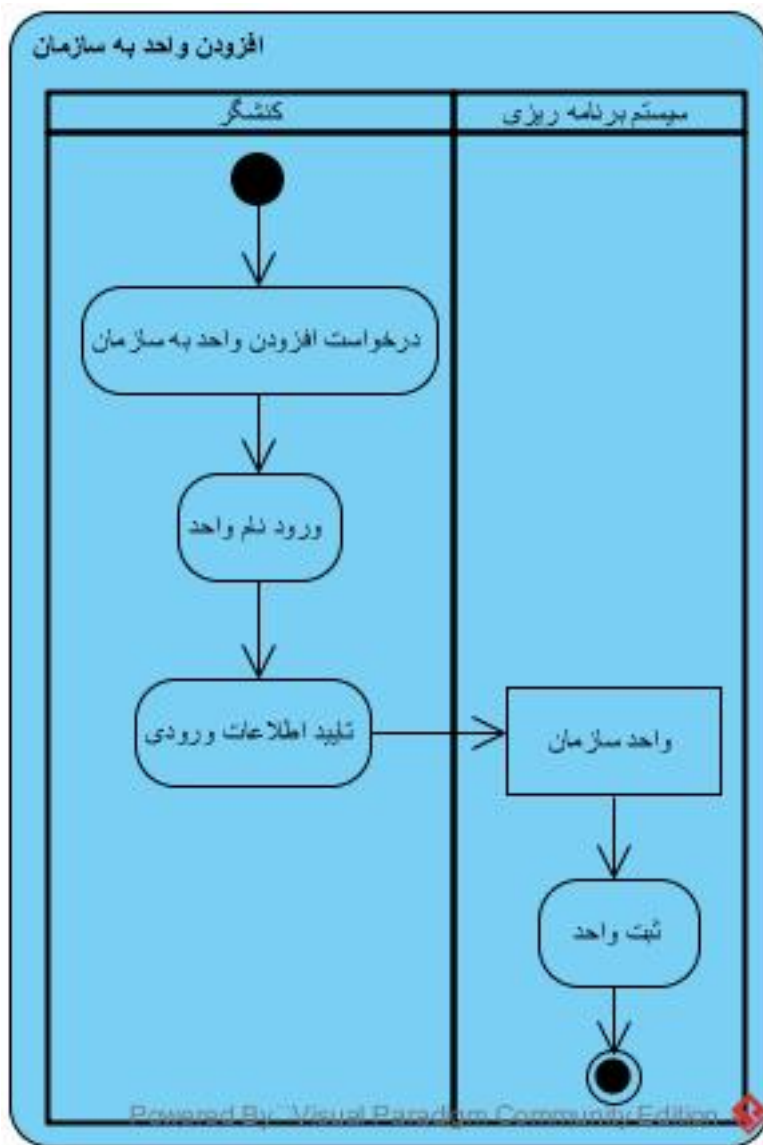 افزودن واحد به سازمان
کنشگر
سیستم برنامه ریزی
درخواست افزودن واحد به سازمان
ورود نام واحد
تایید اطلاعات ورودی
واحد سازمان
ثبت واحد
Powered By Visual Paradigm Community Edition